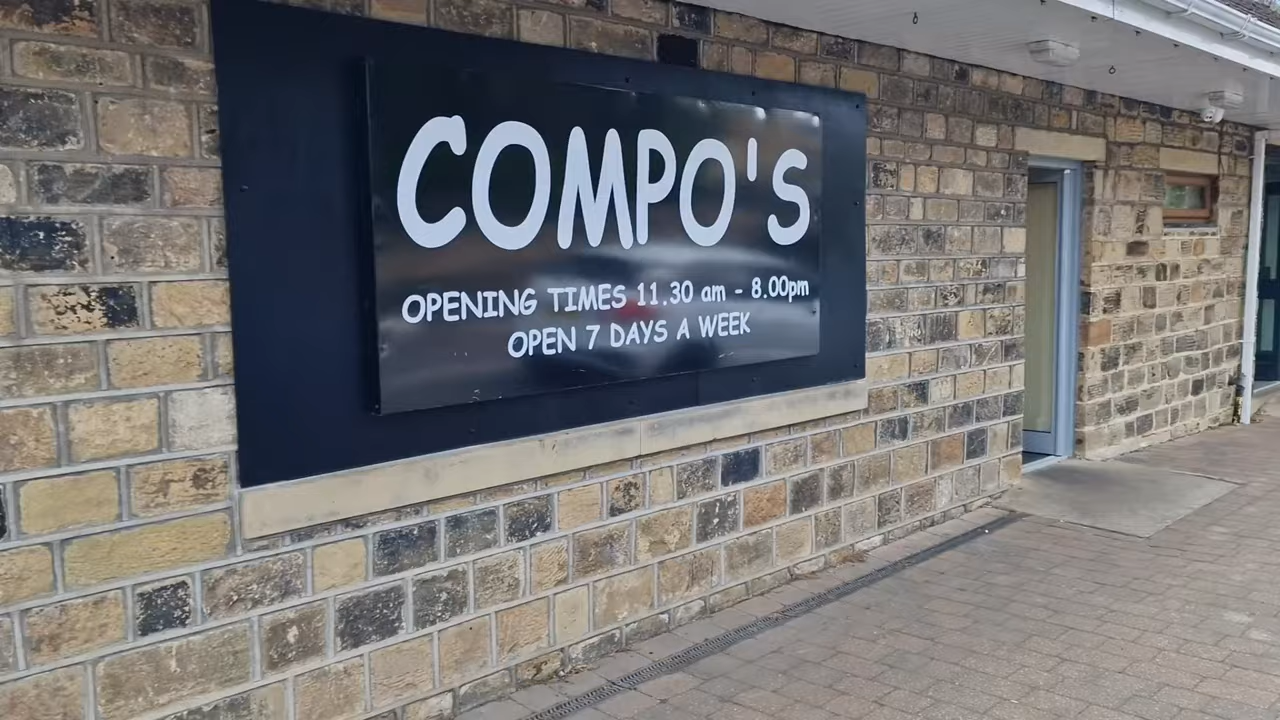 COMPO'S
OPENING TIMES 11.30 am - 8.00pm
OPEN 7 DAYS A WEEK